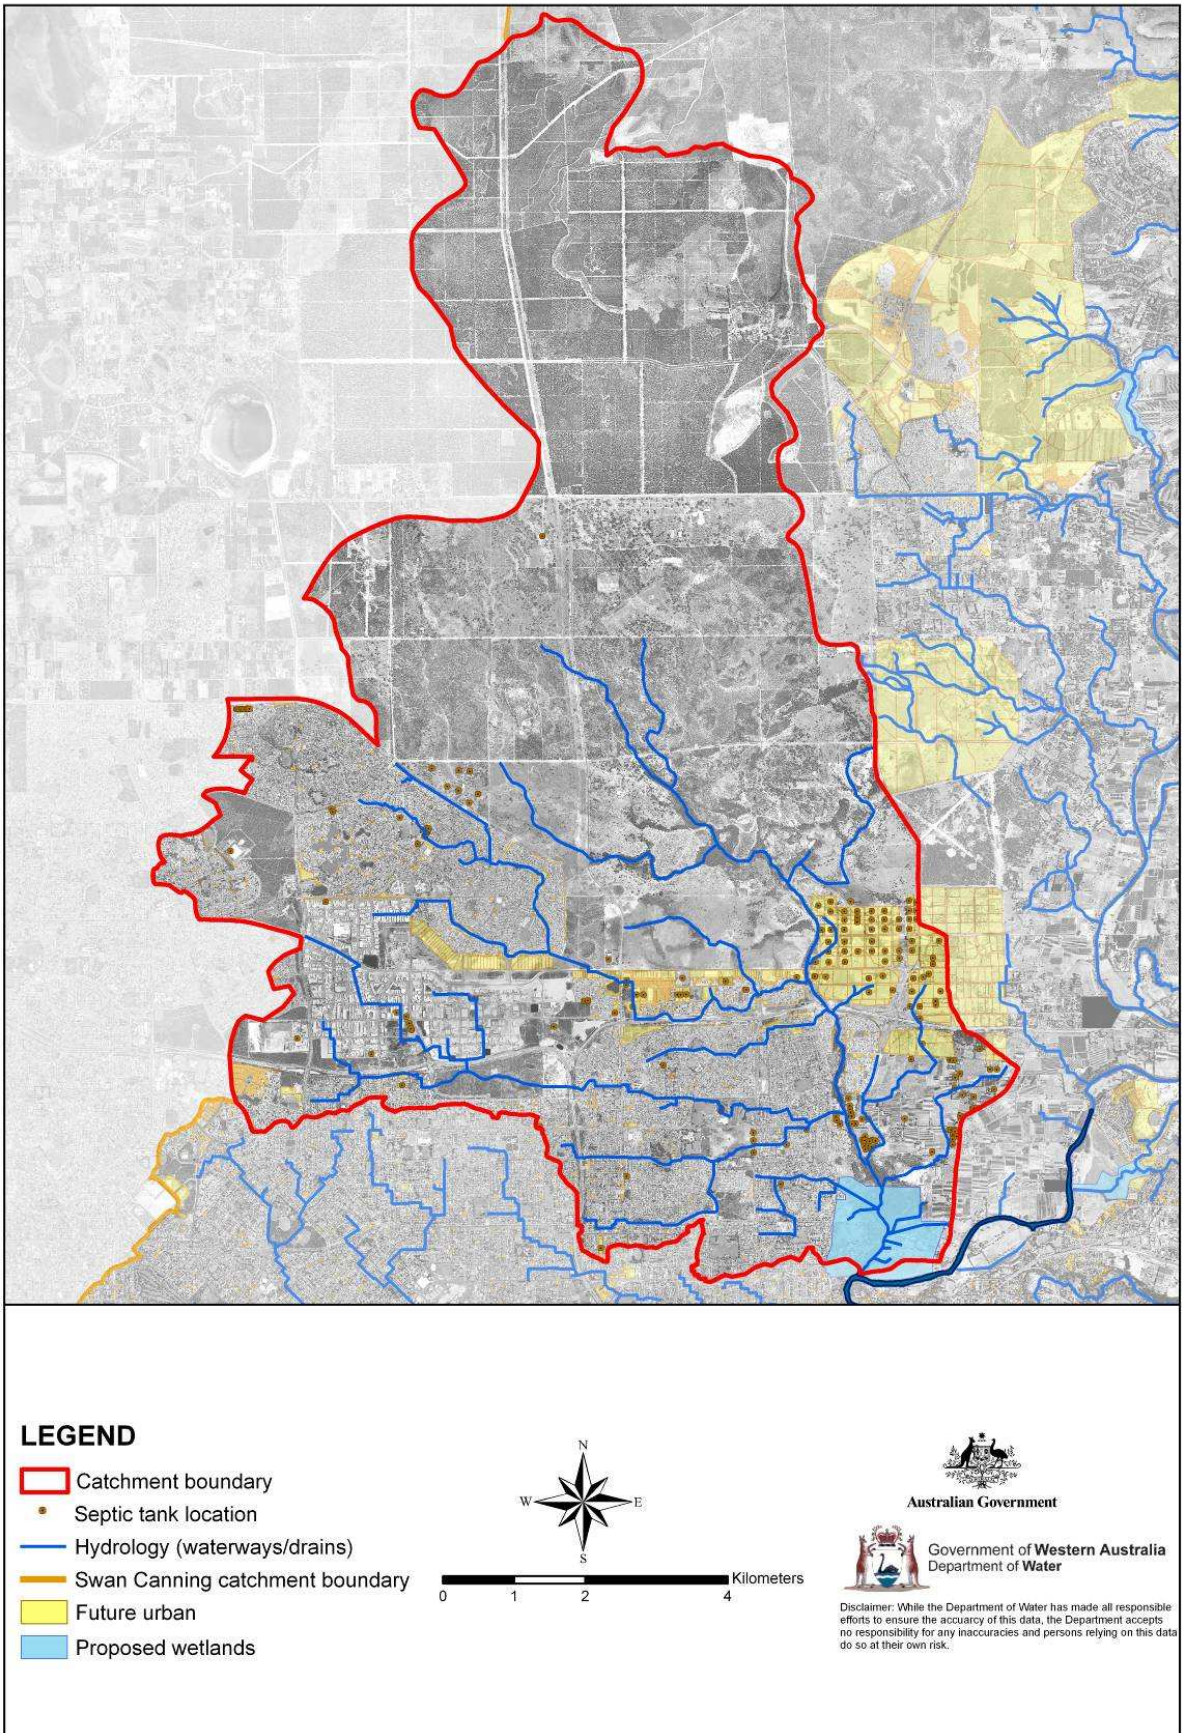 LEGEND
Catchment boundary
Septic tank location
Hydrology (waterways/drains)
Swan Canning catchment boundary
Future urban
Proposed wetlands
N
W
E
S
Kilometers
0 1 2 4
Australian Government
Government of Western Australia
Department of Water
Disclaimer: While the Department of Water has made all responsible
efforts to ensure the accuarcy of this data, the Department accepts
no responsibility for any inaccuracies and persons relying on this data
do so at their own risk.